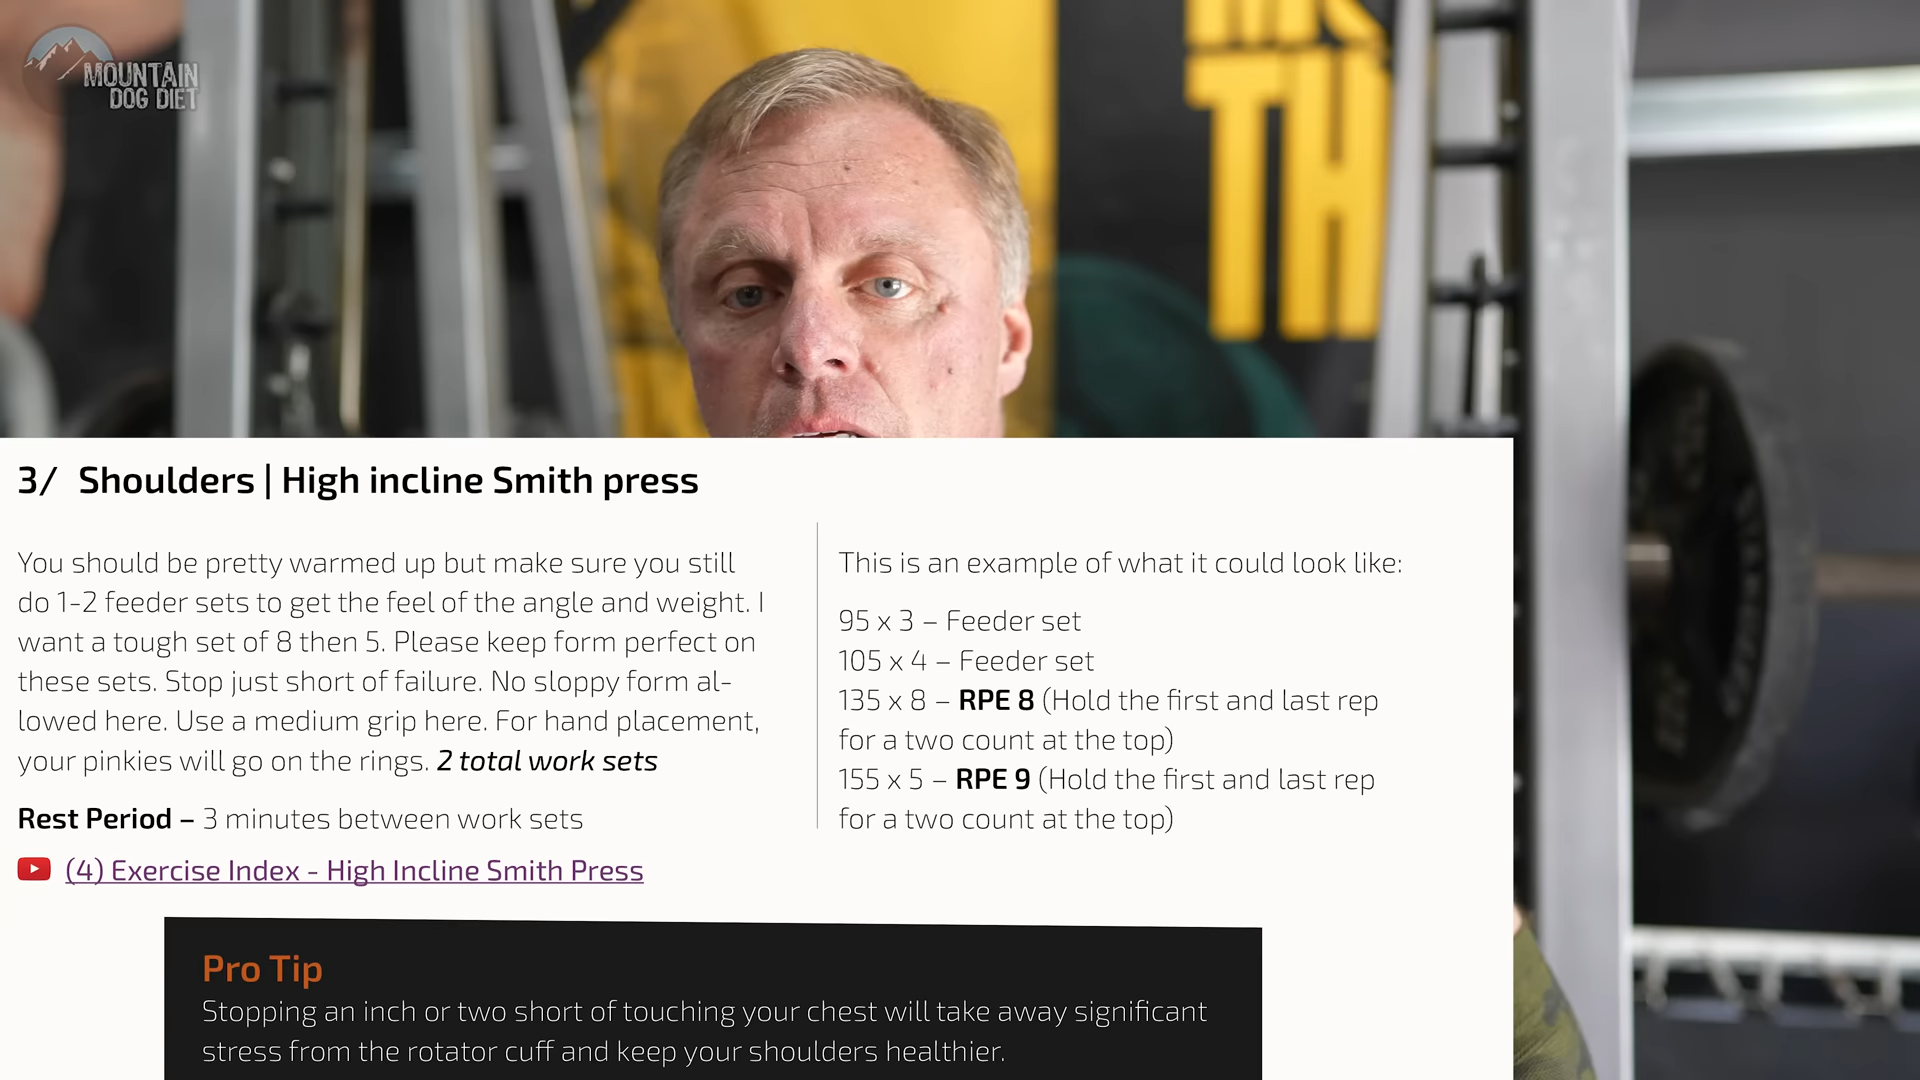 MOUNTAIN
DOG DIET
TH
3/ Shoulders | High incline Smith press
You should be pretty warmed up but make sure you still
do 1-2 feeder sets to get the feel of the angle and weight. I
want a tough set of 8 then 5. Please keep form perfect on
these sets. Stop just short of failure. No sloppy form al-
lowed here. Use a medium grip here. For hand placement,
your pinkies will go on the rings. 2 total work sets
Rest Period – 3 minutes between work sets
(4) Exercise Index - High Incline Smith Press
This is an example of what it could look like:
95 x 3 – Feeder set
105 x 4 – Feeder set
135 x 8 – RPE 8 (Hold the first and last rep
for a two count at the top)
155 x 5 – RPE 9 (Hold the first and last rep
for a two count at the top)
Pro Tip
Stopping an inch or two short of touching your chest will take away significant
stress from the rotator cuff and keep your shoulders healthier.